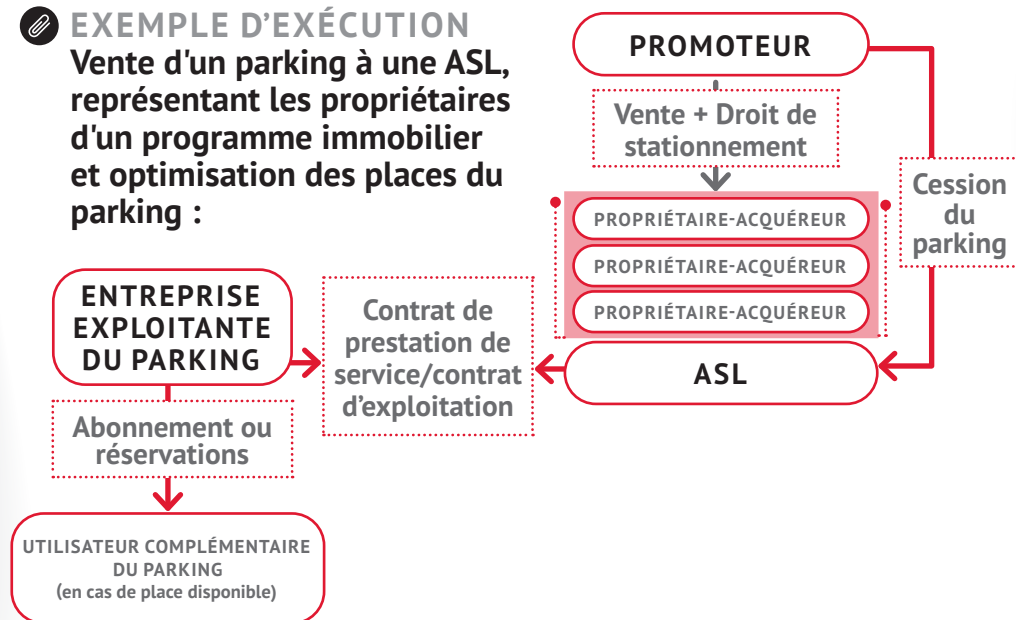 EXEMPLE D'EXÉCUTION
Vente d'un parking à une ASL,
représentant les propriétaires
d'un programme immobilier
et optimisation des places du
parking :
PROMOTEUR
Vente + Droit de
stationnement
Cession
du
parking
PROPRIÉTAIRE-ACQUÉREUR
PROPRIÉTAIRE-ACQUÉREUR
PROPRIÉTAIRE-ACQUÉREUR
ASL
Contrat de
prestation de
service/contrat
d'exploitation
ENTREPRISE
EXPLOITANTE
DU PARKING
Abonnement ou
réservations
UTILISATEUR COMPLÉMENTAIRE
DU PARKING
(en cas de place disponible)